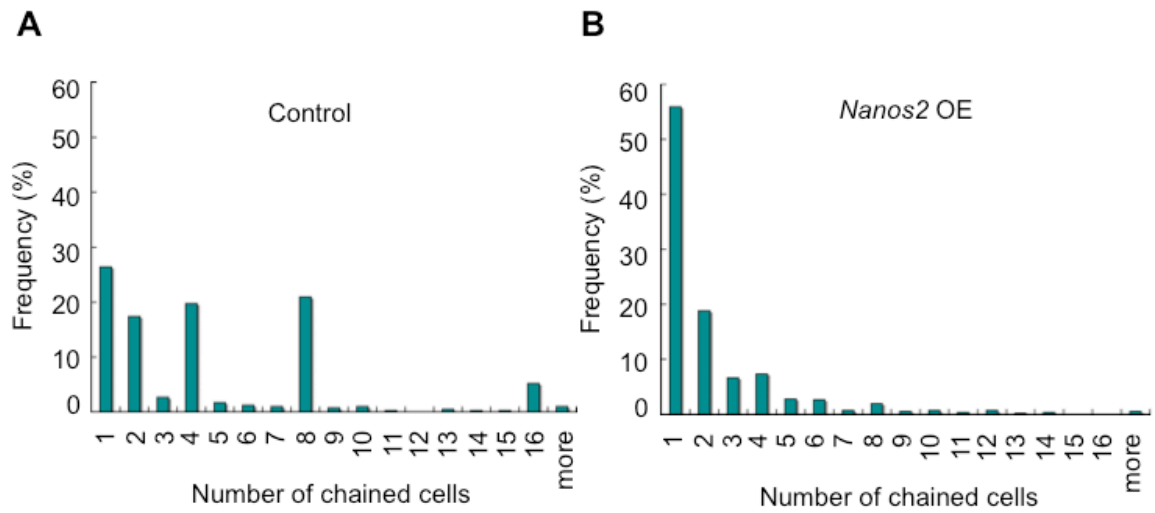 A
Control
Frequency (%)
60
50
40
30
20
10
0
1 2 3 4 5 6 7 8 9 10 11 12 13 14 15 16 more
Number of chained cells
B
Nanos2 OE
Frequency (%)
60
50
40
30
20
10
0
1 2 3 4 5 6 7 8 9 10 11 12 13 14 15 16 more
Number of chained cells